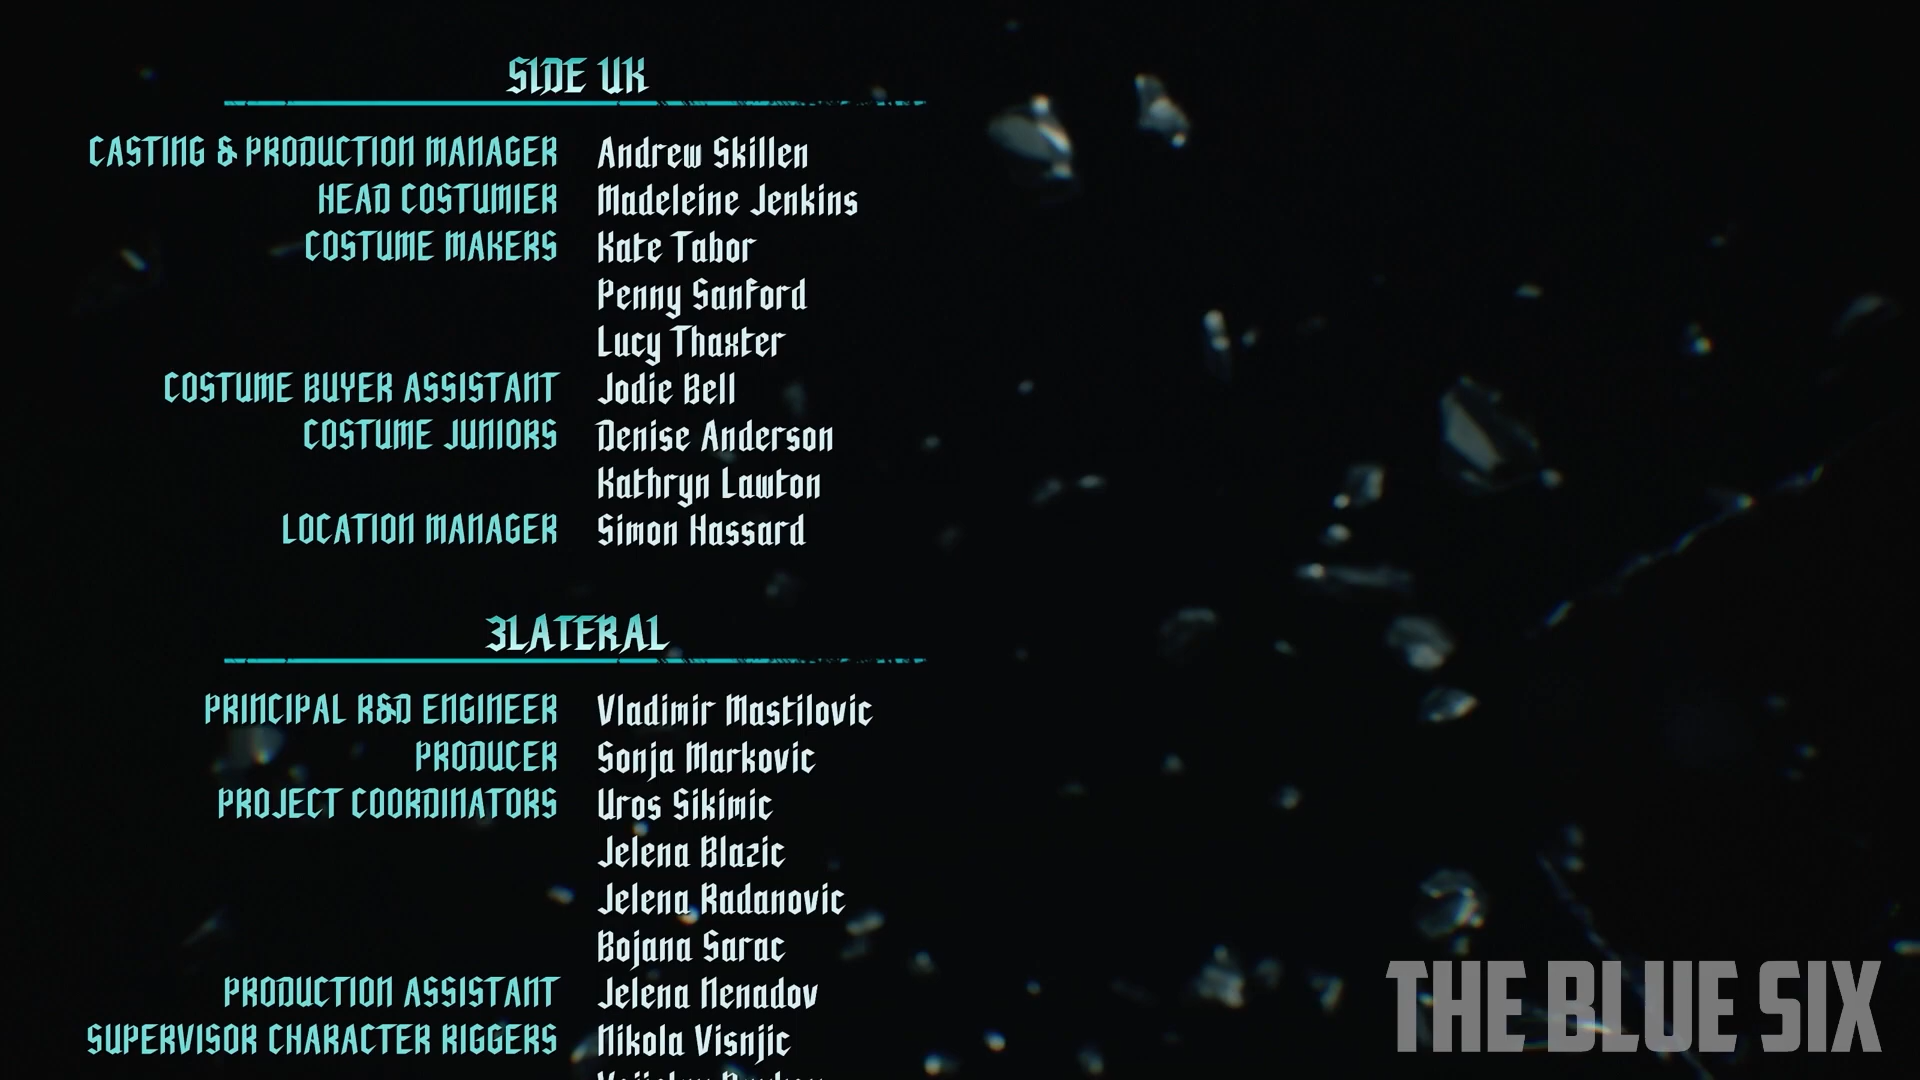 SIDE UK
CASTING & PRODUCTION MANAGER Andrew Skillen
HEAD COSTUMIER Madeleine Jenkins
COSTUME MAKERS Kate Tabor
Penny Sanford
Lucy Thaxter
COSTUME BUYER ASSISTANT Jodie Bell
COSTUME JUNIORS Denise Anderson
Kathryn Lawton
LOCATION MANAGER Simon Hassard
3LATERAL
PRINCIPAL R&D ENGINEER Vladimir Mastilovic
PRODUCER Sonja Markovic
PROJECT COORDINATORS Uros Sikimic
Jelena Blazic
Jelena Radanovic
Bojana Sarac
PRODUCTION ASSISTANT Jelena Nenadov
SUPERVISOR CHARACTER RIGGERS Nikola Visnjic
THE BLUE SIX